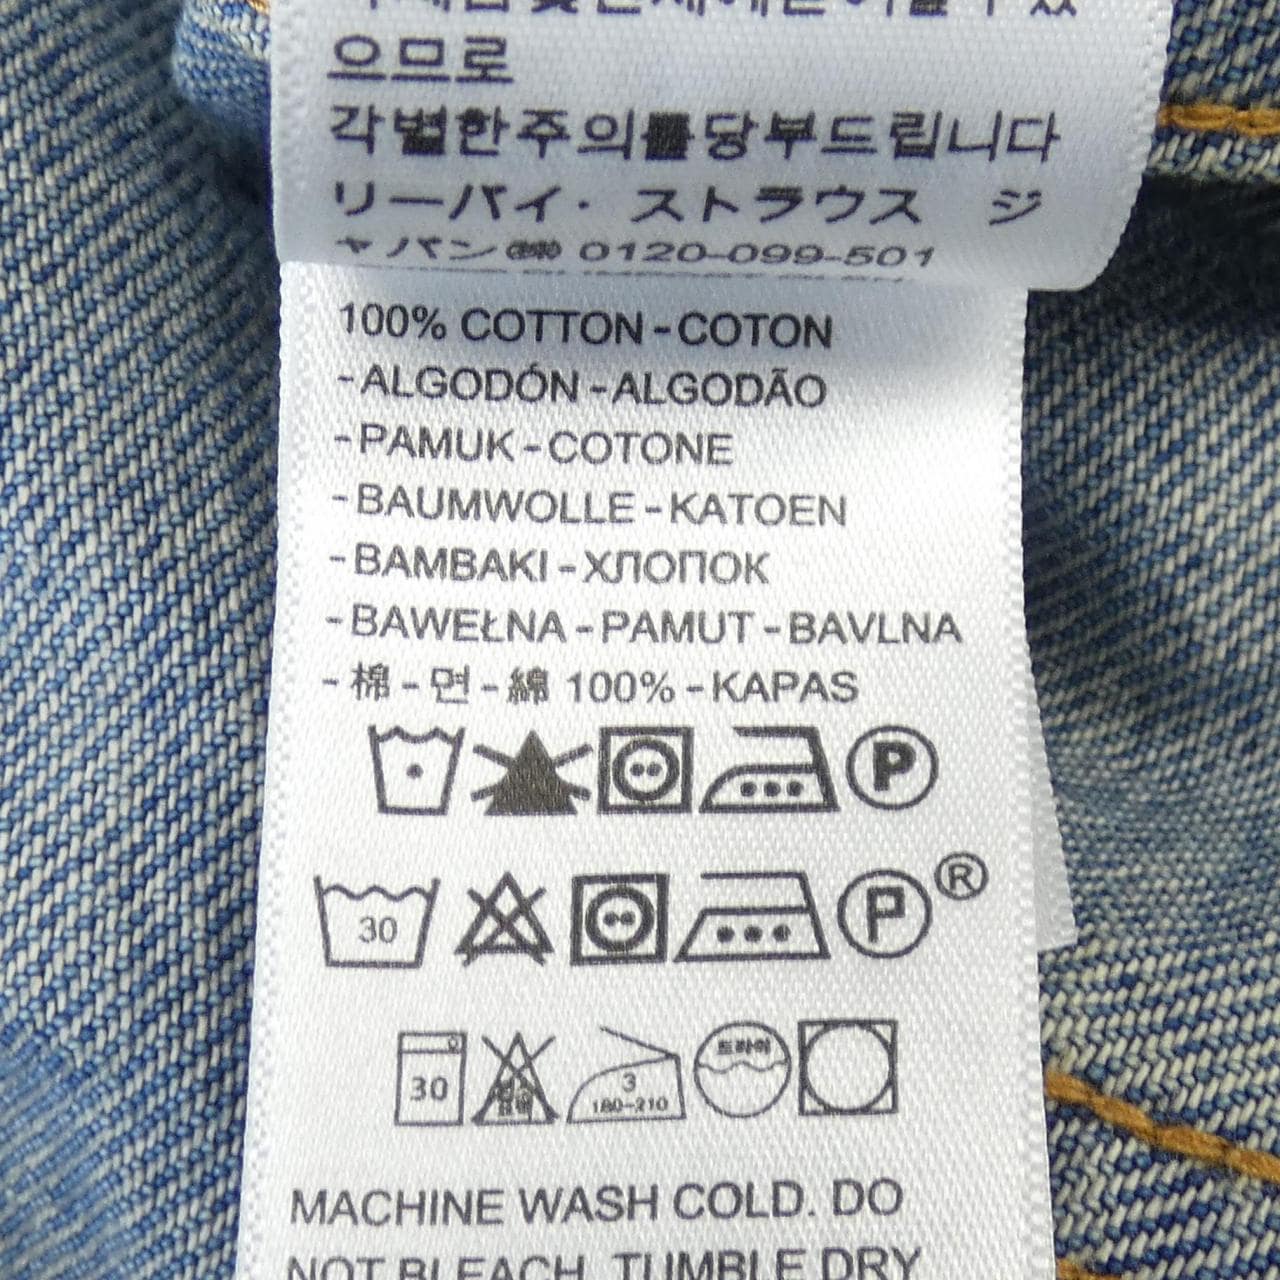 으므로
각별한주의를당부드립니다
リーバイ・ストラウス ジ
ャパン㈱ 0120-099-501
100% COTTON - COTON
- ALGODÓN - ALGODÃO
- PAMUK - COTONE
- BAUMWOLLE - KATOEN
- BAMBAKI - ХЛОПОК
- BAWEŁNA - PAMUT - BAVLNA
- 棉 - 면 - 綿 100% - KAPAS
P
30 P ®
30 3 180-210 드라이
MACHINE WASH COLD. DO
NOT BLEACH. TUMBLE DRY